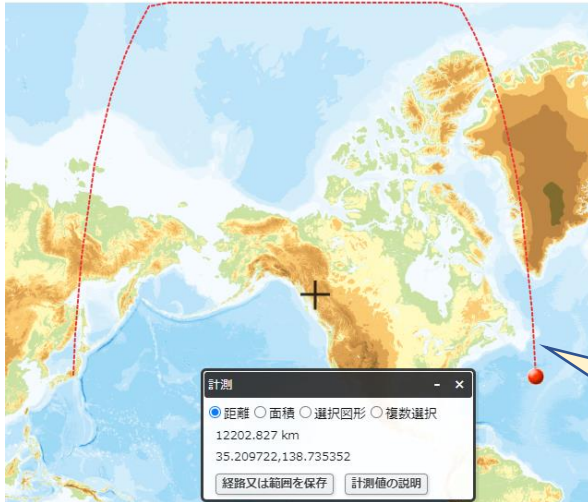 計測 - ×
距離 面積 選択図形 複数選択
12202.827 km
35.209722,138.735352
経路又は範囲を保存 計測値の説明